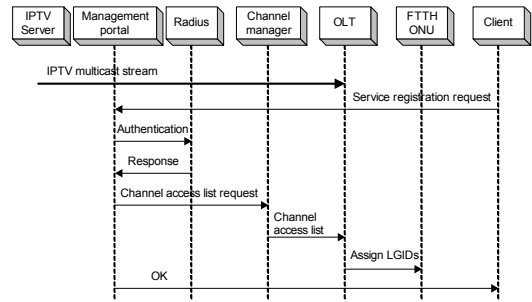 IPTV
Server
Management
portal
Radius
Channel
manager
OLT
FTTH
ONU
Client
IPTV multicast stream
Service registration request
Authentication
Response
Channel access list request
Channel
access list
Assign LGIDs
OK